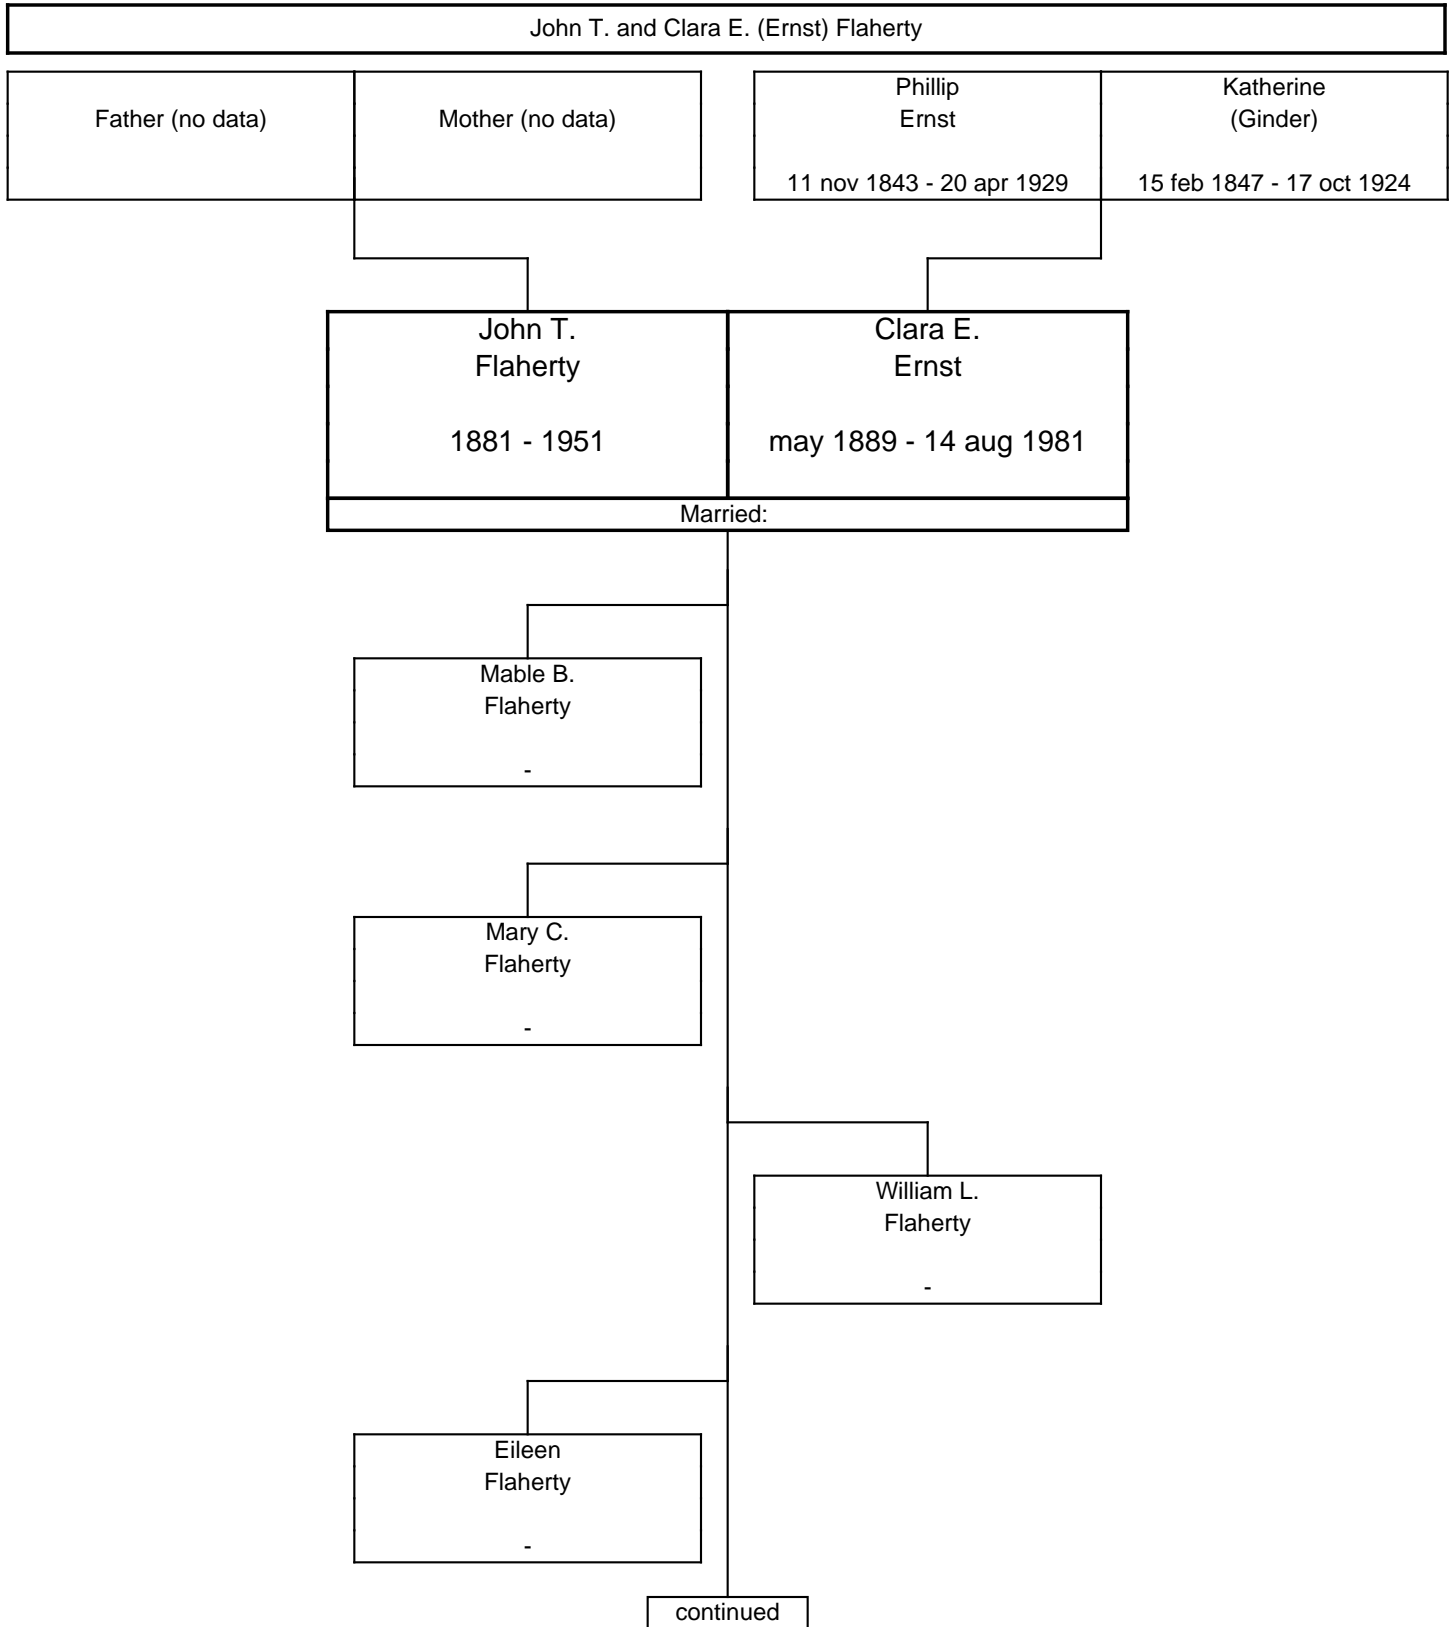 John T. and Clara E. (Ernst) Flaherty
Father (no data)
Mother (no data)
Phillip
Ernst
11 nov 1843 - 20 apr 1929
Katherine
(Ginder)
15 feb 1847 - 17 oct 1924
John T.
Flaherty
1881 - 1951
Clara E.
Ernst
may 1889 - 14 aug 1981
Married:
Mable B.
Flaherty
-
Mary C.
Flaherty
-
William L.
Flaherty
-
Eileen
Flaherty
-
continued